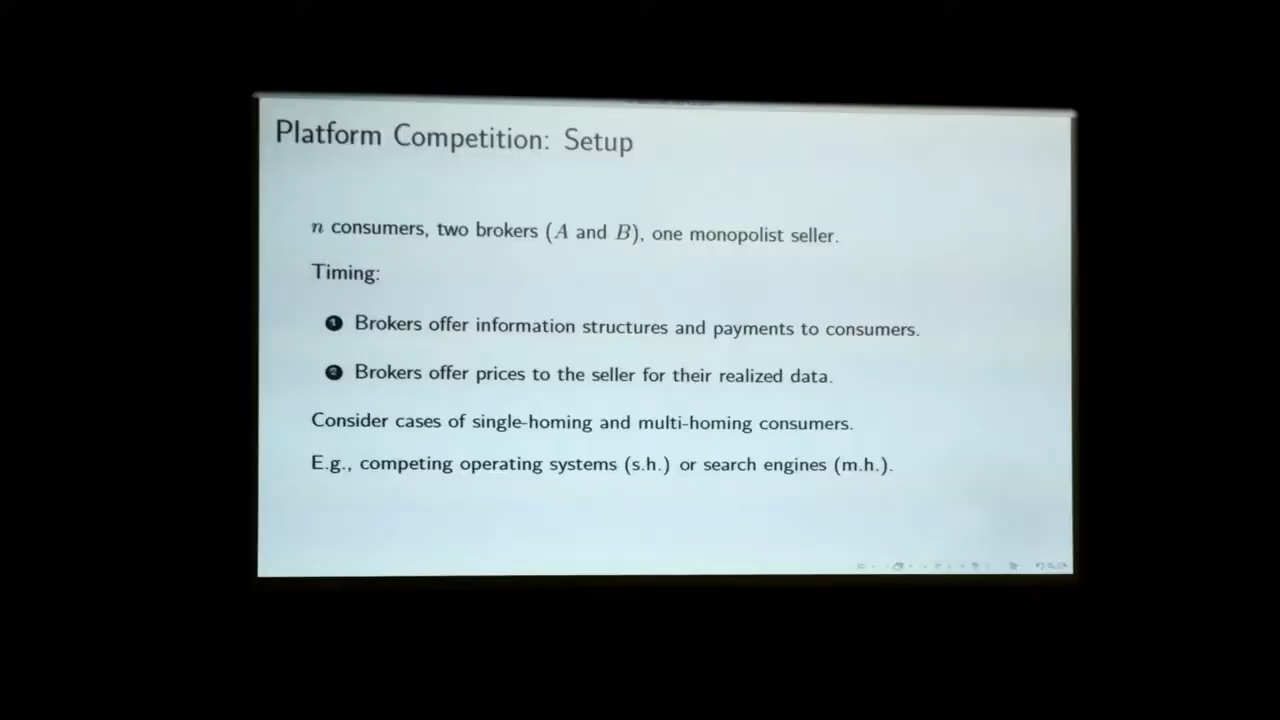 Platform Competition: Setup
n consumers, two brokers (A and B), one monopolist seller.
Timing:
1 Brokers offer information structures and payments to consumers.
2 Brokers offer prices to the seller for their realized data.
Consider cases of single-homing and multi-homing consumers.
E.g., competing operating systems (s.h.) or search engines (m.h.).